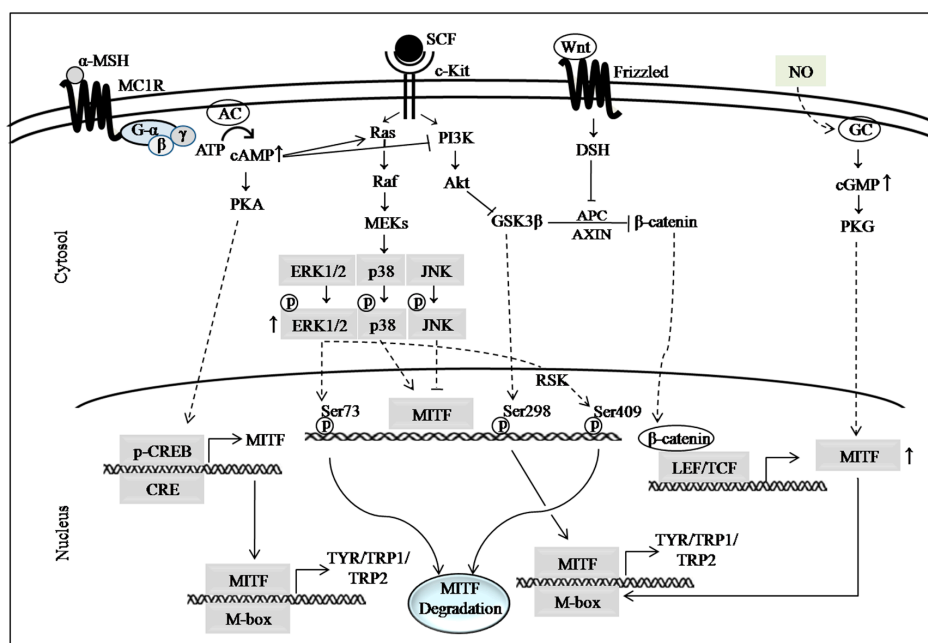 α-MSH
MC1R
SCF
c-Kit
Wnt
Frizzled
NO
G-α
β
γ
AC
ATP
cAMP↑
PKA
Ras
Raf
MEKs
PI3K
Akt
DSH
GSK3β
APC
AXIN
β-catenin
GC
cGMP↑
PKG
Cytosol
ERK1/2
p38
JNK
p
p
p
↑
ERK1/2
p38
JNK
RSK
Ser73
p
MITF
Ser298
p
Ser409
p
β-catenin
LEF/TCF
MITF
↑
p-CREB
CRE
MITF
Nucleus
MITF
M-box
TYR/TRP1/
TRP2
MITF
Degradation
MITF
M-box
TYR/TRP1/
TRP2